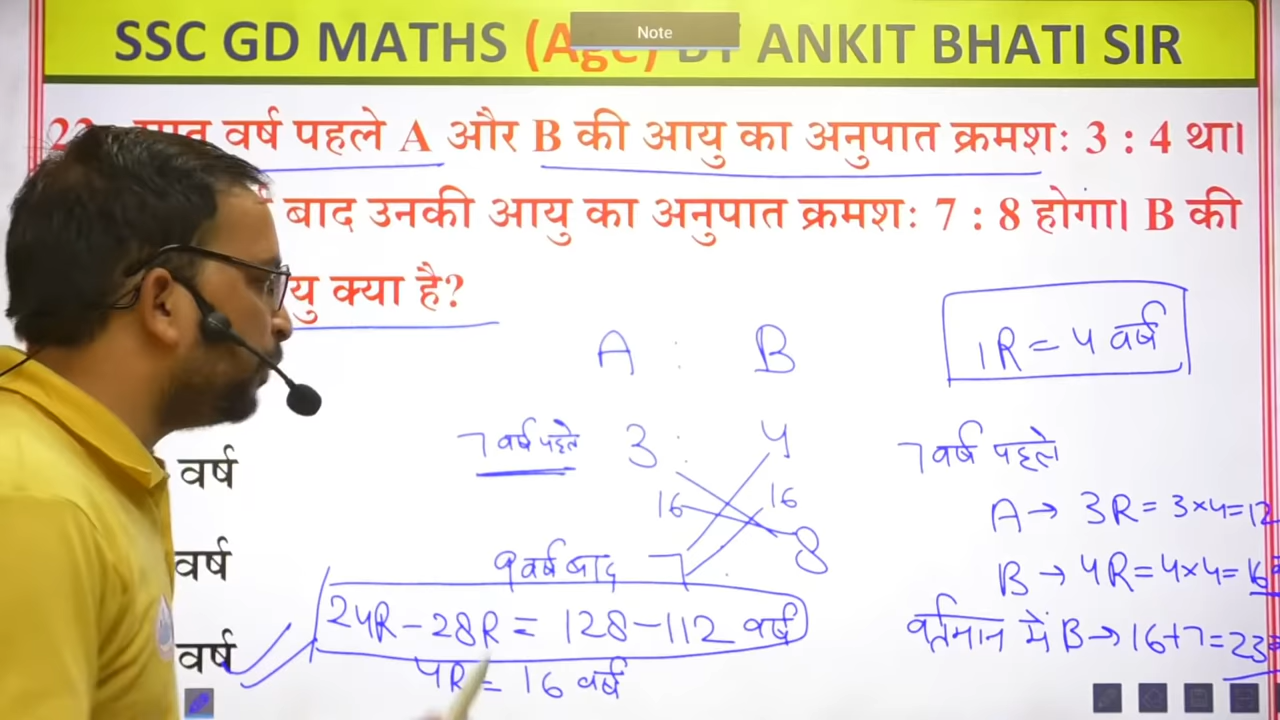 Note
SSC GD MATHS (Age) BY ANKIT BHATI SIR
वर्ष पहले A और B की आयु का अनुपात क्रमशः 3 : 4 था।
बाद उनकी आयु का अनुपात क्रमशः 7 : 8 होगा। B की
क्या है?
A : B
1R = 4 वर्ष
7 वर्ष पहले 3 : 4
16 16
9 वर्ष बाद 7 : 8
24R - 28R = 128 - 112 वर्ष
4R = 16 वर्ष
7 वर्ष पहले
A → 3R = 3×4 = 12
B → 4R = 4×4 = 16
वर्तमान में B → 16+7 = 23
वर्ष
वर्ष
वर्ष